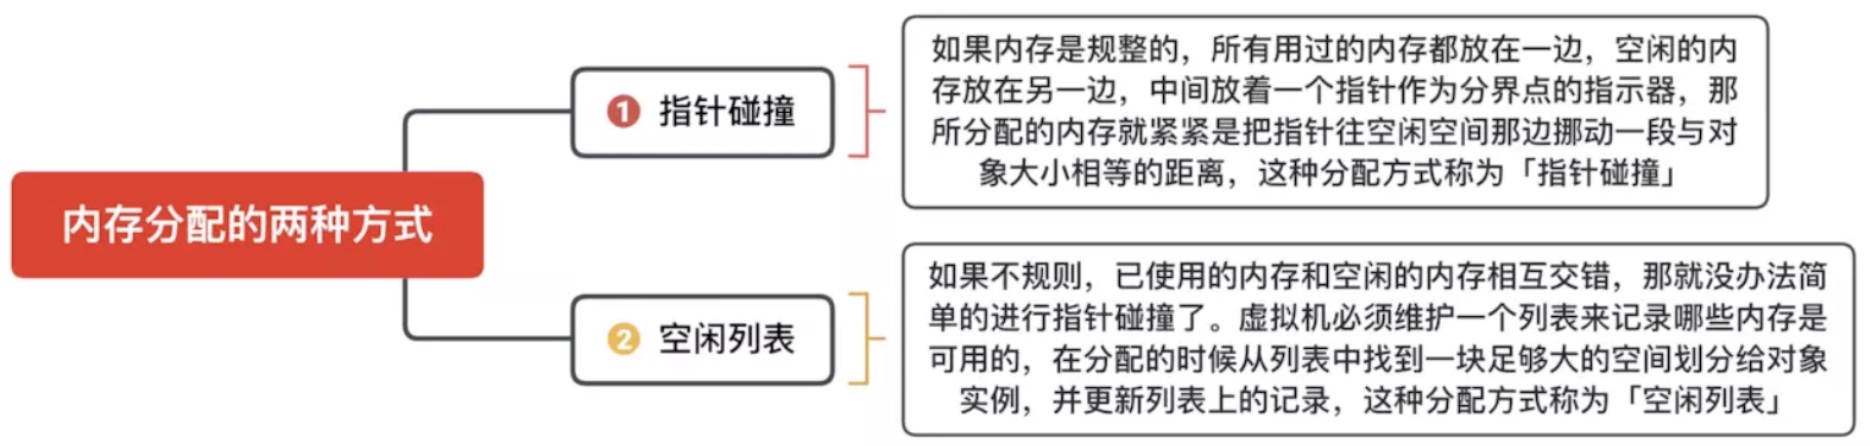 内存分配的两种方式
1 指针碰撞
如果内存是规整的，所有用过的内存都放在一边，空闲的内
存放在另一边，中间放着一个指针作为分界点的指示器，那
所分配的内存就紧紧是把指针往空闲空间那边挪动一段与对
象大小相等的距离，这种分配方式称为「指针碰撞」
2 空闲列表
如果不规则，已使用的内存和空闲的内存相互交错，那就没办法简
单的进行指针碰撞了。虚拟机必须维护一个列表来记录哪些内存是
可用的，在分配的时候从列表中找到一块足够大的空间划分给对象
实例，并更新列表上的记录，这种分配方式称为「空闲列表」